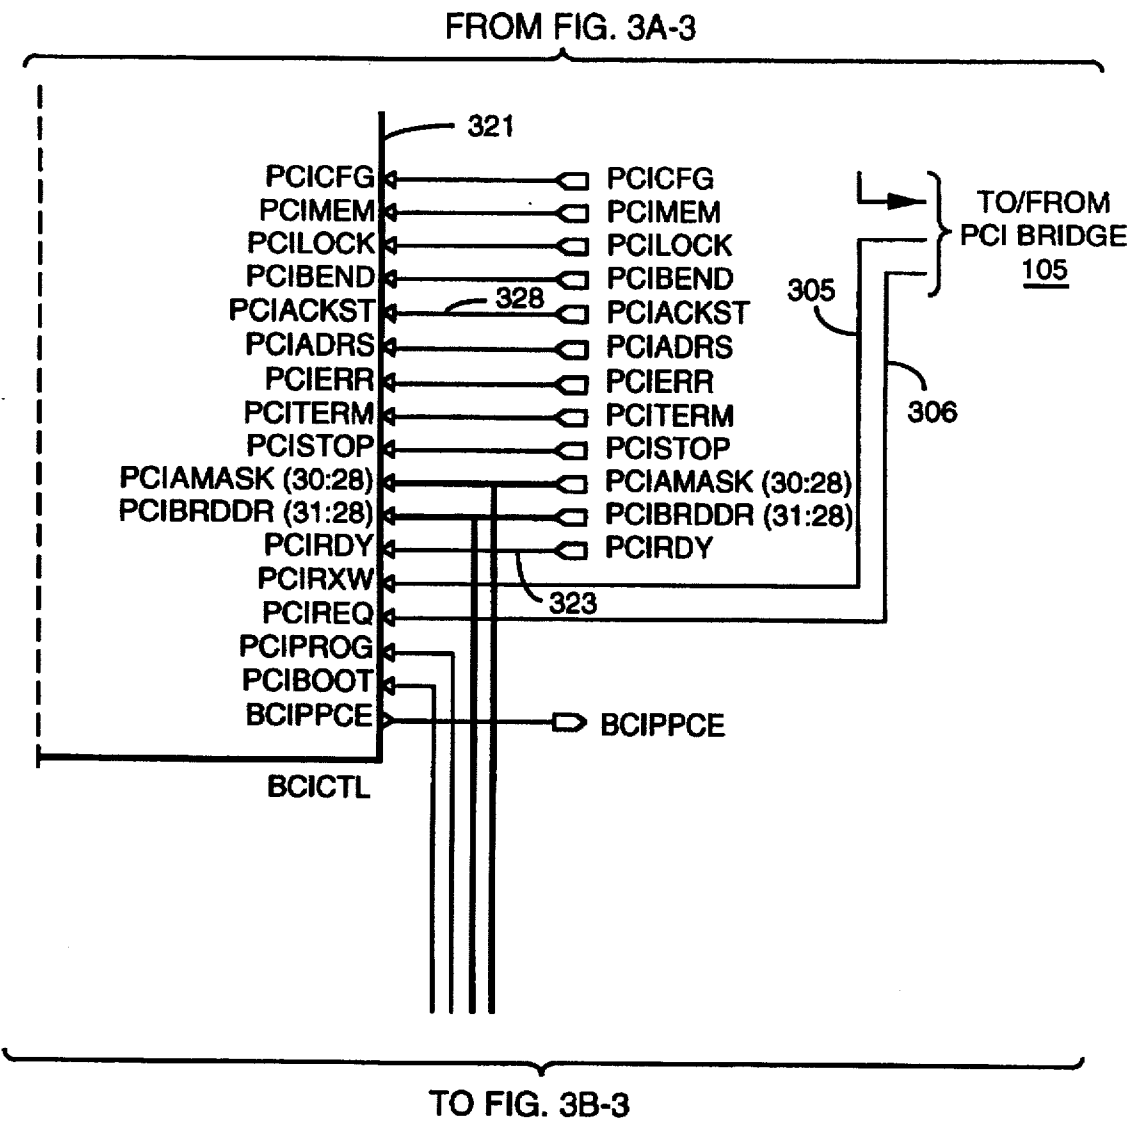 FROM FIG. 3A-3
321
PCICFG PCICFG
PCIMEM PCIMEM
PCILOCK PCILOCK
PCIBEND PCIBEND
PCIACKST 328 PCIACKST
PCIADRS PCIADRS
PCIERR PCIERR
PCITERM PCITERM
PCISTOP PCISTOP
PCIAMASK (30:28) PCIAMASK (30:28)
PCIBRDDR (31:28) PCIBRDDR (31:28)
PCIRDY PCIRDY
PCIRXW 323
PCIREQ
PCIPROG
PCIBOOT
BCIPPCE BCIPPCE
BCICTL
TO/FROM
PCI BRIDGE
105
305
306
TO FIG. 3B-3